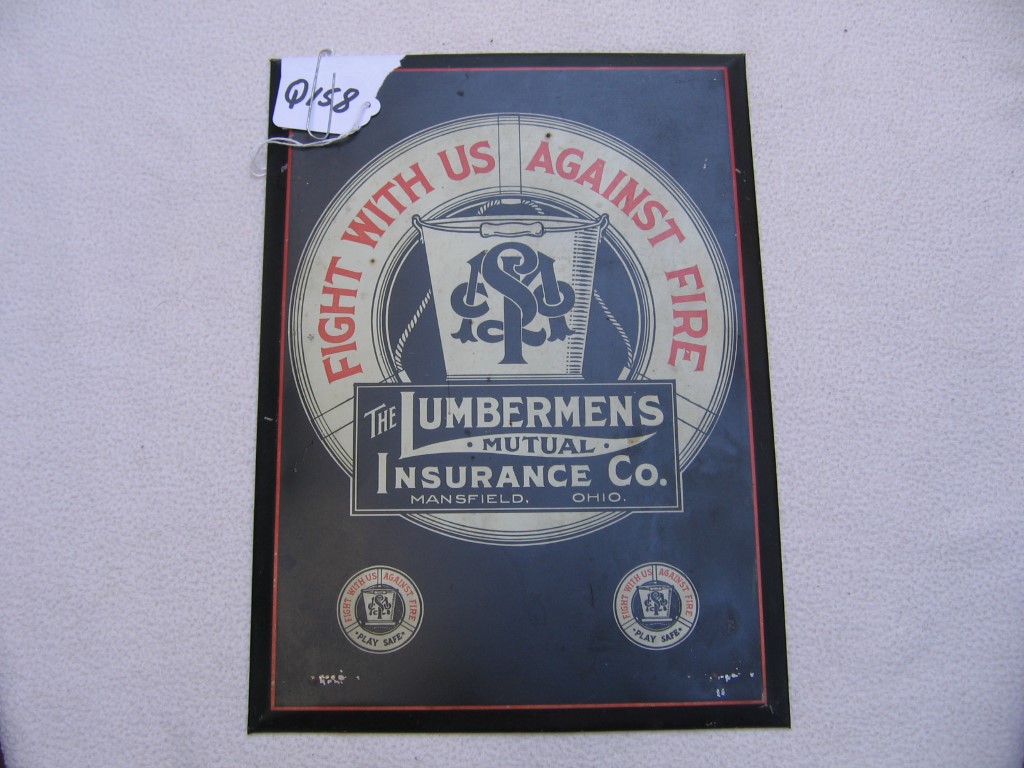 Q158
FIGHT WITH US AGAINST FIRE
THE LUMBERMENS
• MUTUAL •
INSURANCE CO.
MANSFIELD, OHIO.
FIGHT WITH US AGAINST FIRE
• PLAY SAFE •
FIGHT WITH US AGAINST FIRE
• PLAY SAFE •